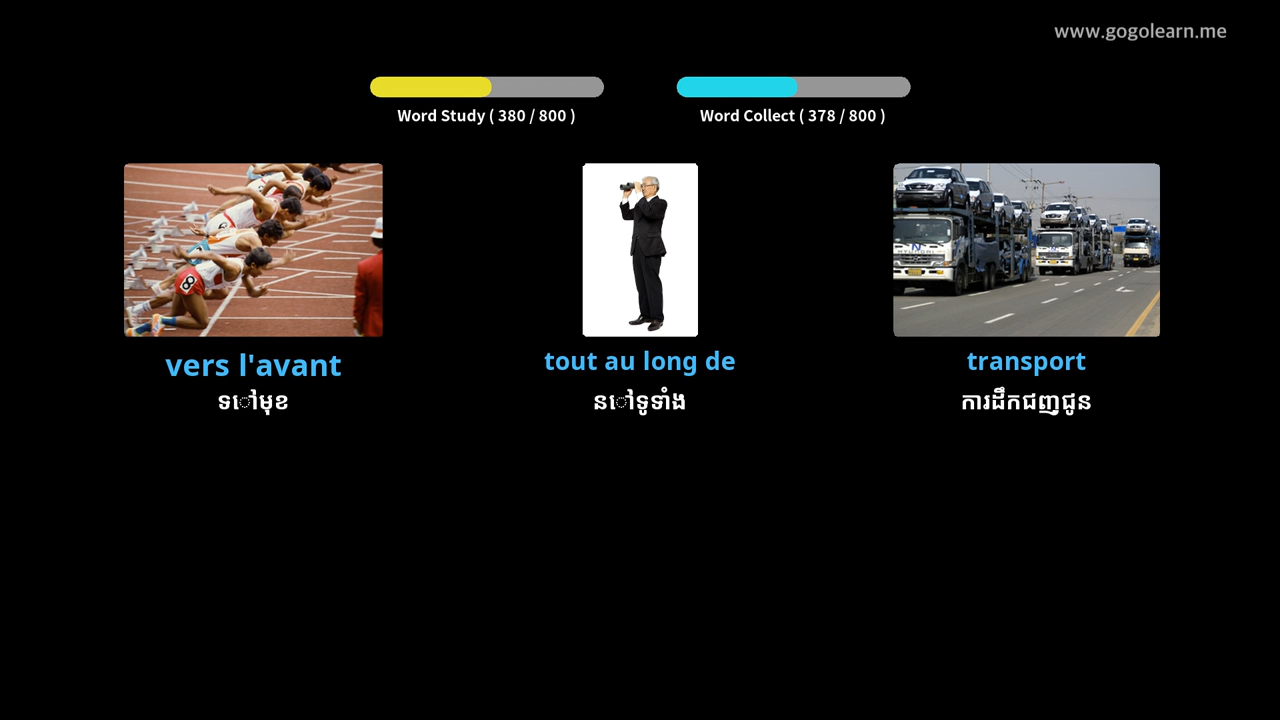 www.gogolearn.me
Word Study ( 380 / 800 )
Word Collect ( 378 / 800 )
vers l'avant
ទៅមុខ
tout au long de
នៅទូទាំង
transport
ការដឹកជញ្ជូន
8